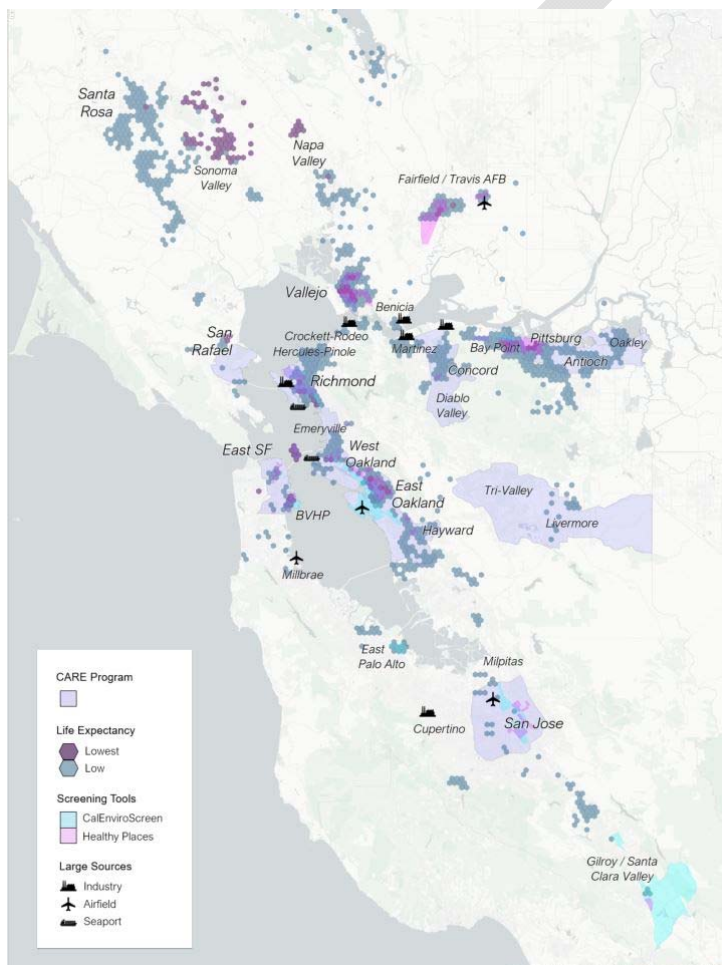 Santa
Rosa
Sonoma
Valley
Napa
Valley
Fairfield / Travis AFB
Vallejo
Benicia
Crockett-Rodeo
Hercules-Pinole
Martinez
Bay Point
Pittsburg
Oakley
Antioch
San
Rafael
Richmond
Concord
Diablo
Valley
Emeryville
East SF
West
Oakland
East
Oakland
BVHP
Tri-Valley
Livermore
Hayward
Millbrae
East
Palo Alto
Milpitas
San Jose
Cupertino
Gilroy / Santa
Clara Valley
CARE Program
Life Expectancy
Lowest
Low
Screening Tools
CalEnviroScreen
Healthy Places
Large Sources
Industry
Airfield
Seaport